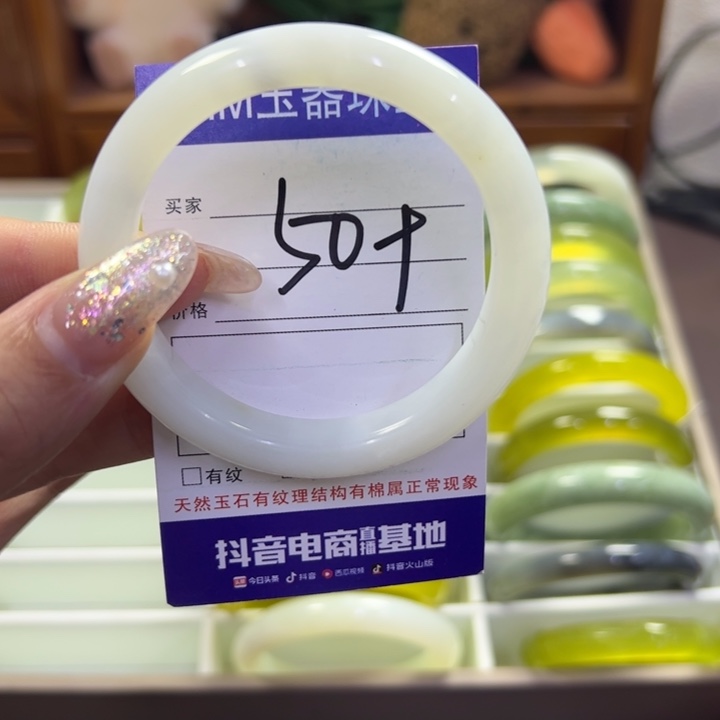 玉器珠
买家
50+
价格
有纹
天然玉石有纹理结构有棉属正常现象
抖音电商直播基地
今日头条 抖音 西瓜视频 抖音火山版